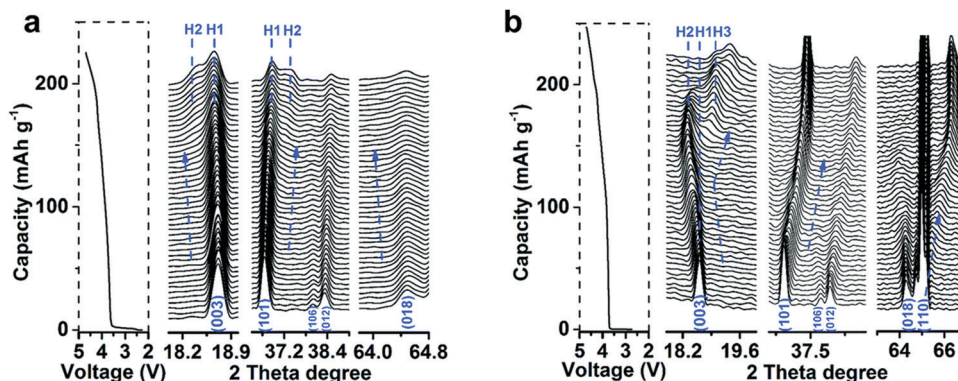 a
Capacity (mAh g⁻¹)
200
100
0
H2 H1
H1 H2
(003)
(101)
(106)
(012)
(018)
5 4 3 2
18.2 18.9
37.2 38.4
64.0 64.8
Voltage (V)
2 Theta degree
b
Capacity (mAh g⁻¹)
200
100
0
H2 H1 H3
(003)
(101)
(106)
(012)
(018)
(110)
5 4 3 2
18.2 19.6
37.5
64 66
Voltage (V)
2 Theta degree